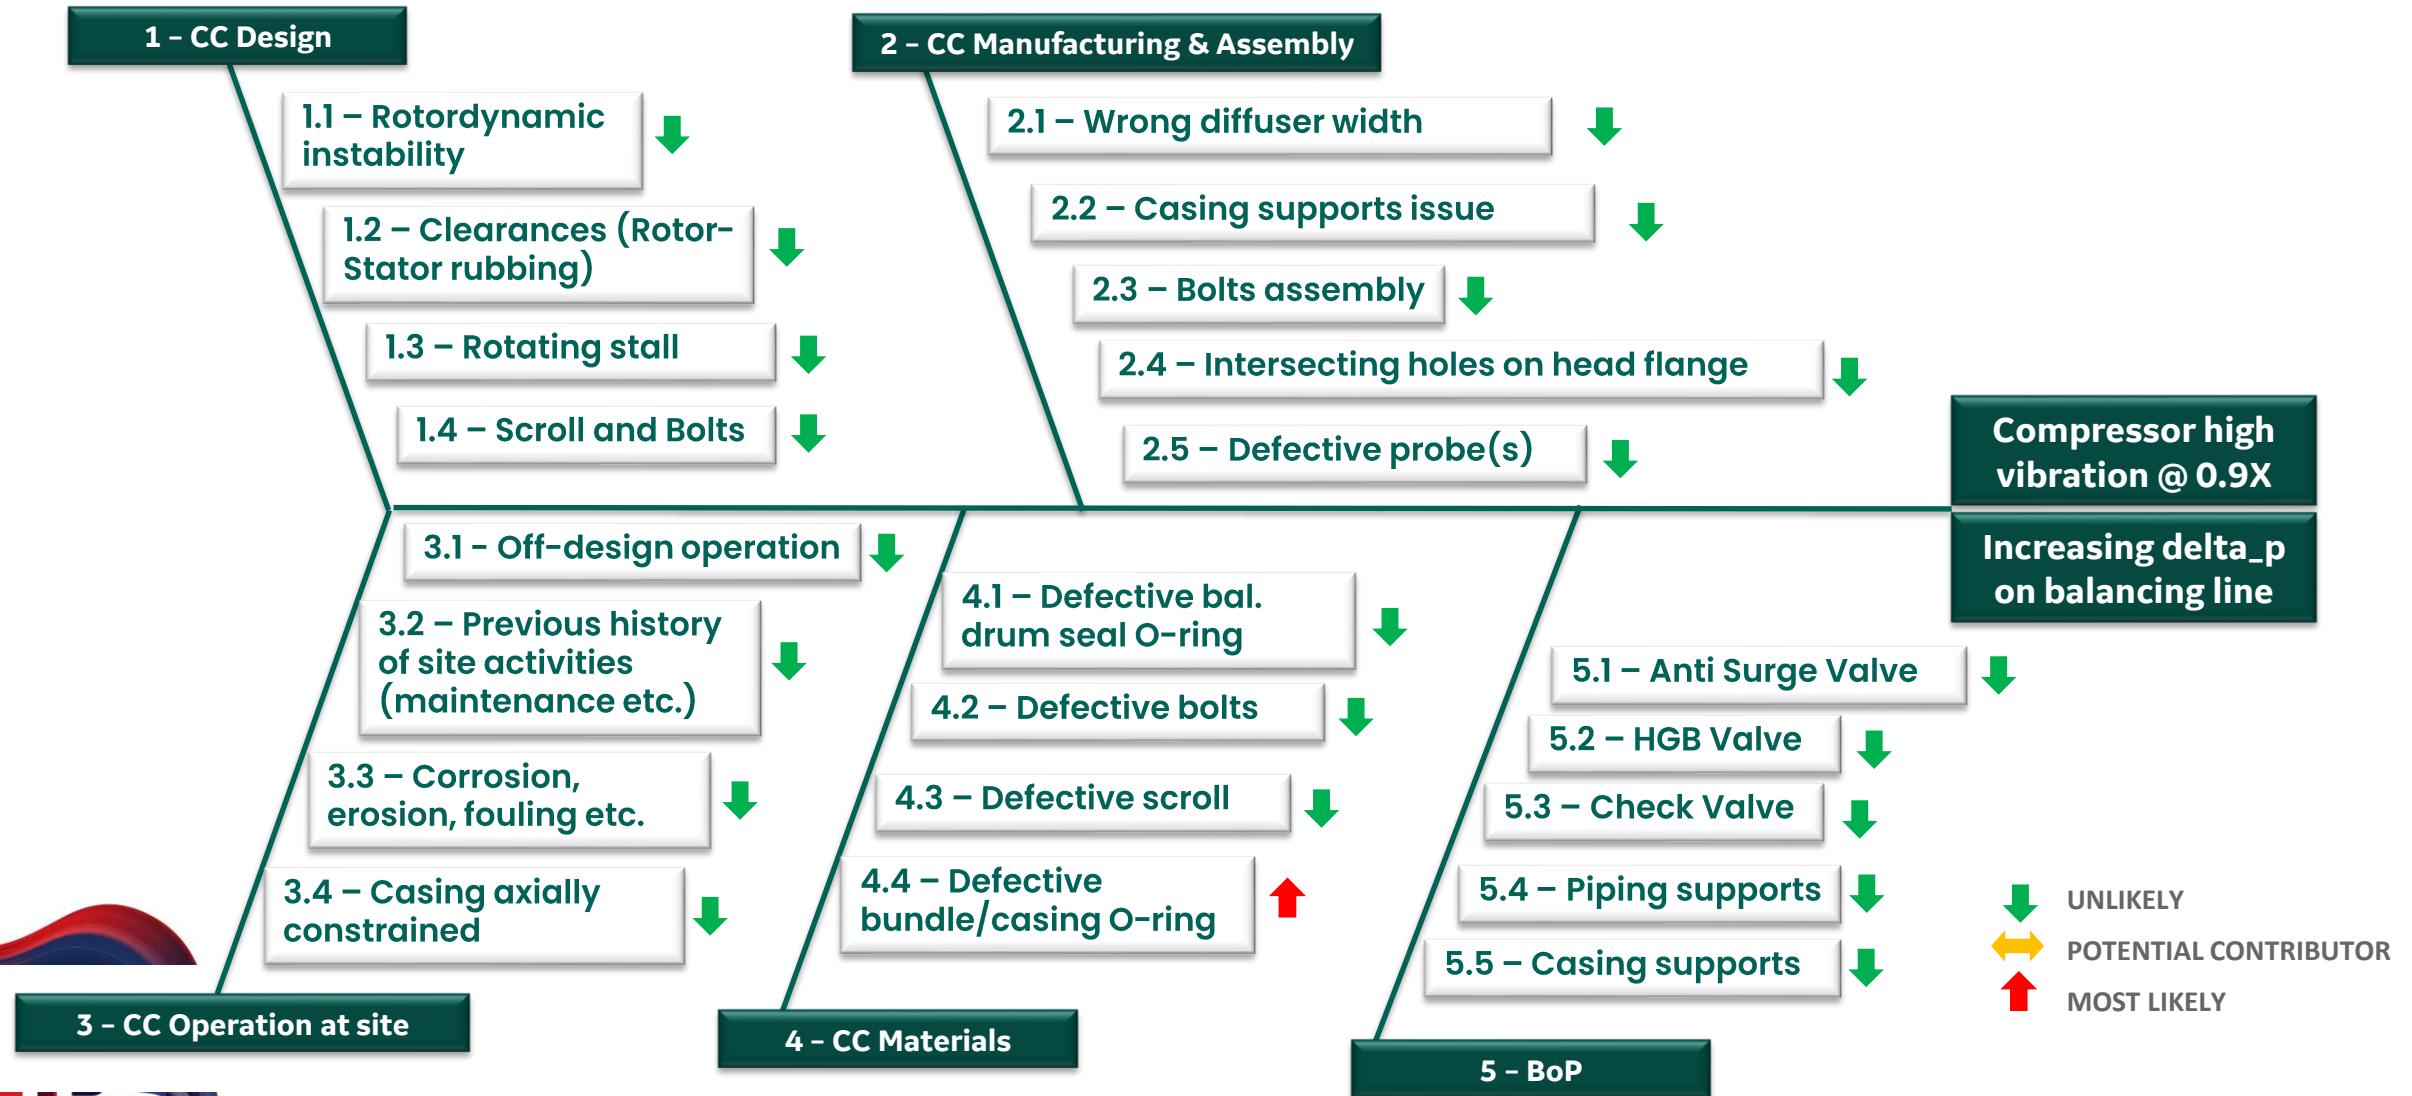 1 – CC Design
1.1 – Rotordynamic
instability
1.2 – Clearances (Rotor-
Stator rubbing)
1.3 – Rotating stall
1.4 – Scroll and Bolts
2 – CC Manufacturing & Assembly
2.1 – Wrong diffuser width
2.2 – Casing supports issue
2.3 – Bolts assembly
2.4 – Intersecting holes on head flange
2.5 – Defective probe(s)
Compressor high
vibration @ 0.9X
Increasing delta_p
on balancing line
3.1 - Off-design operation
3.2 – Previous history
of site activities
(maintenance etc.)
3.3 – Corrosion,
erosion, fouling etc.
3.4 – Casing axially
constrained
3 – CC Operation at site
4.1 – Defective bal.
drum seal O-ring
4.2 – Defective bolts
4.3 – Defective scroll
4.4 – Defective
bundle/casing O-ring
4 – CC Materials
5.1 – Anti Surge Valve
5.2 – HGB Valve
5.3 – Check Valve
5.4 – Piping supports
5.5 – Casing supports
5 – BoP
UNLIKELY
POTENTIAL CONTRIBUTOR
MOST LIKELY